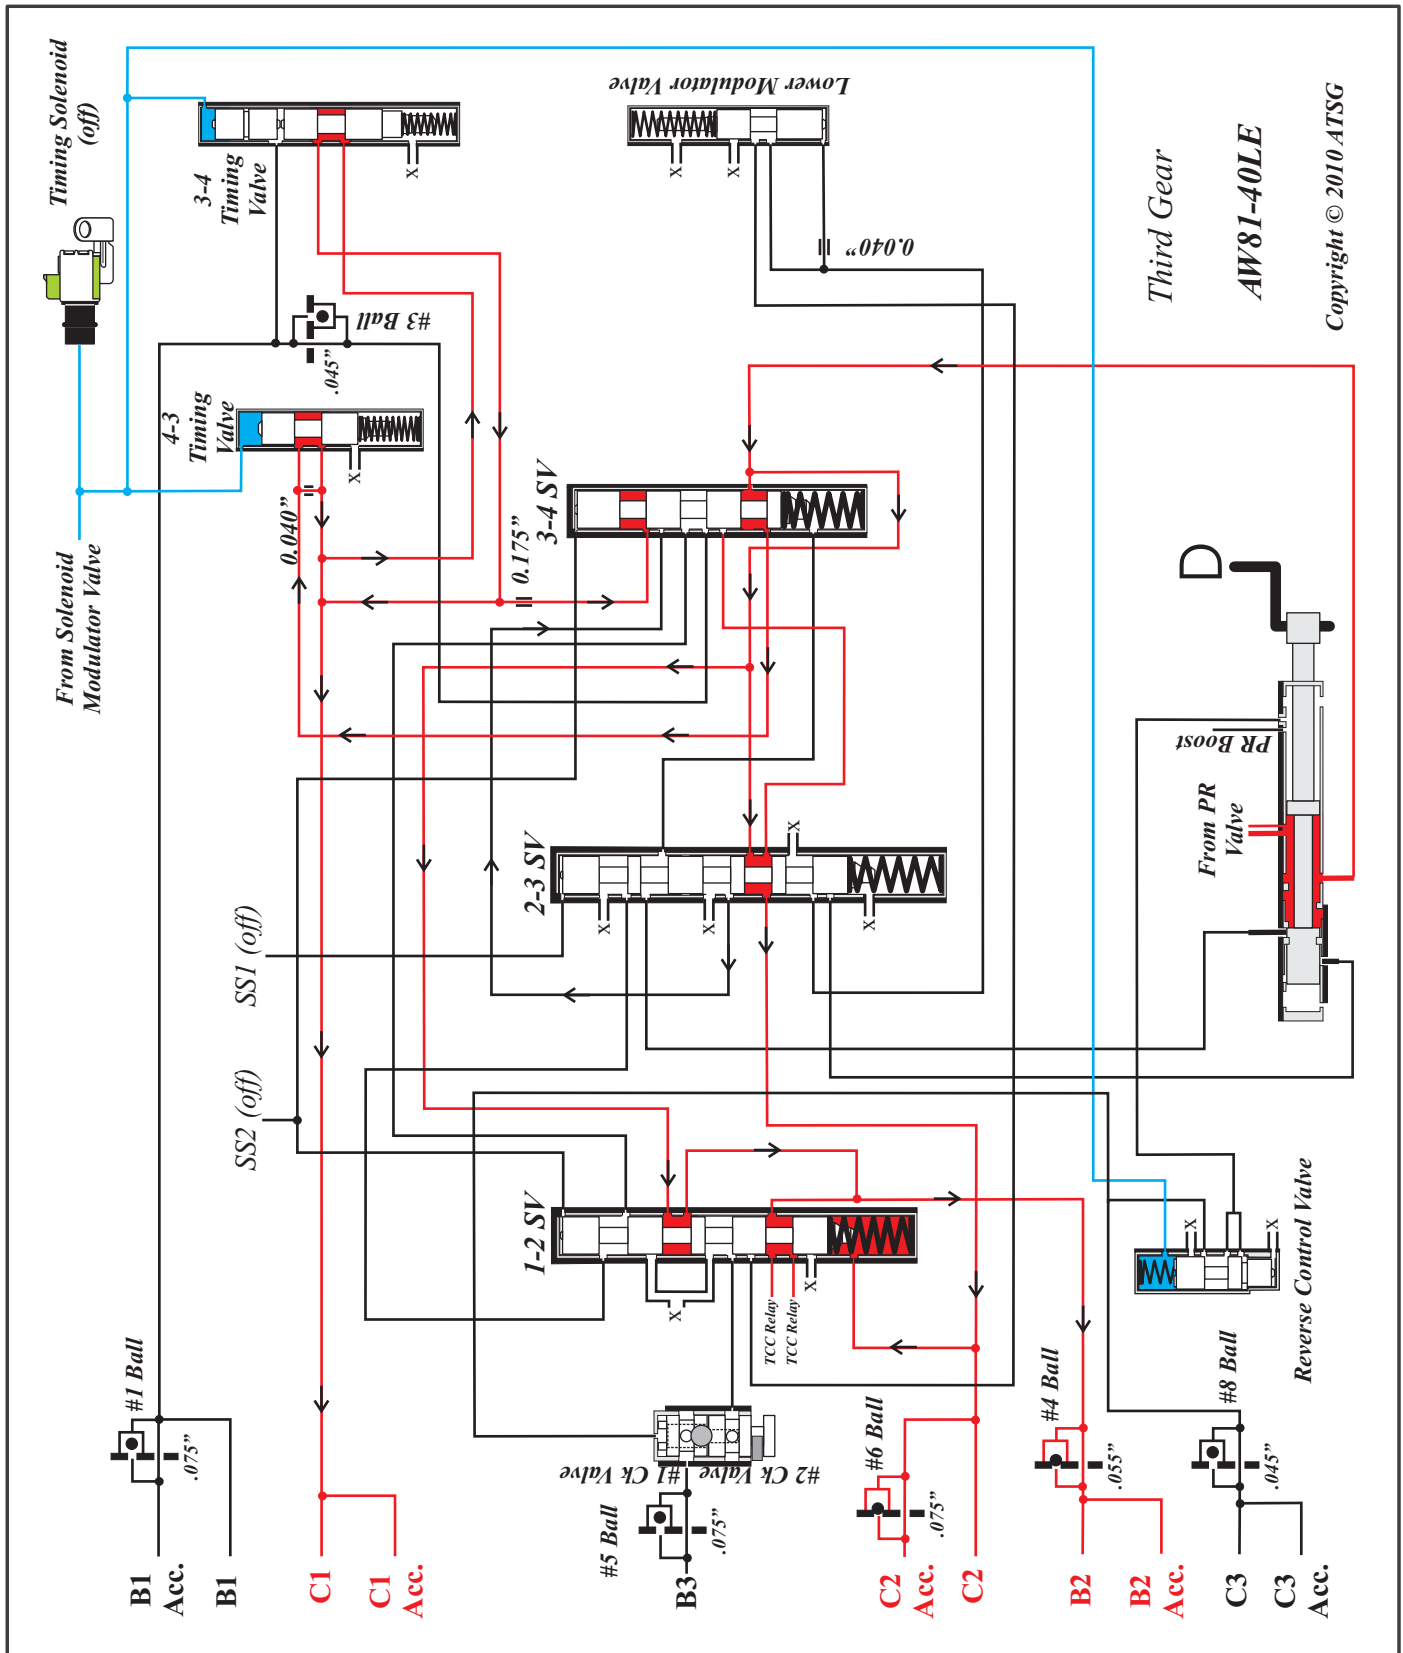 Timing Solenoid
(off)
3-4
Timing
Valve
Lower Modulator Valve
0.040”
Third Gear
AW81-40LE
Copyright © 2010 ATSG
#3 Ball
.045”
4-3
Timing
Valve
From Solenoid
Modulator Valve
0.040”
0.175”
3-4 SV
X
X
X
X
D
PR Boost
From PR
Valve
2-3 SV
X
X
X
X
SS1 (off)
SS2 (off)
1-2 SV
X
X
TCC Relay
TCC Relay
X
X
Reverse Control Valve
#1 Ball
.075”
#1 Ck Valve
#2 Ck Valve
#5 Ball
.075”
#6 Ball
.075”
#4 Ball
.055”
#8 Ball
.045”
B1
Acc.
B1
C1
C1
Acc.
B3
C2
Acc.
C2
B2
B2
Acc.
C3
C3
Acc.